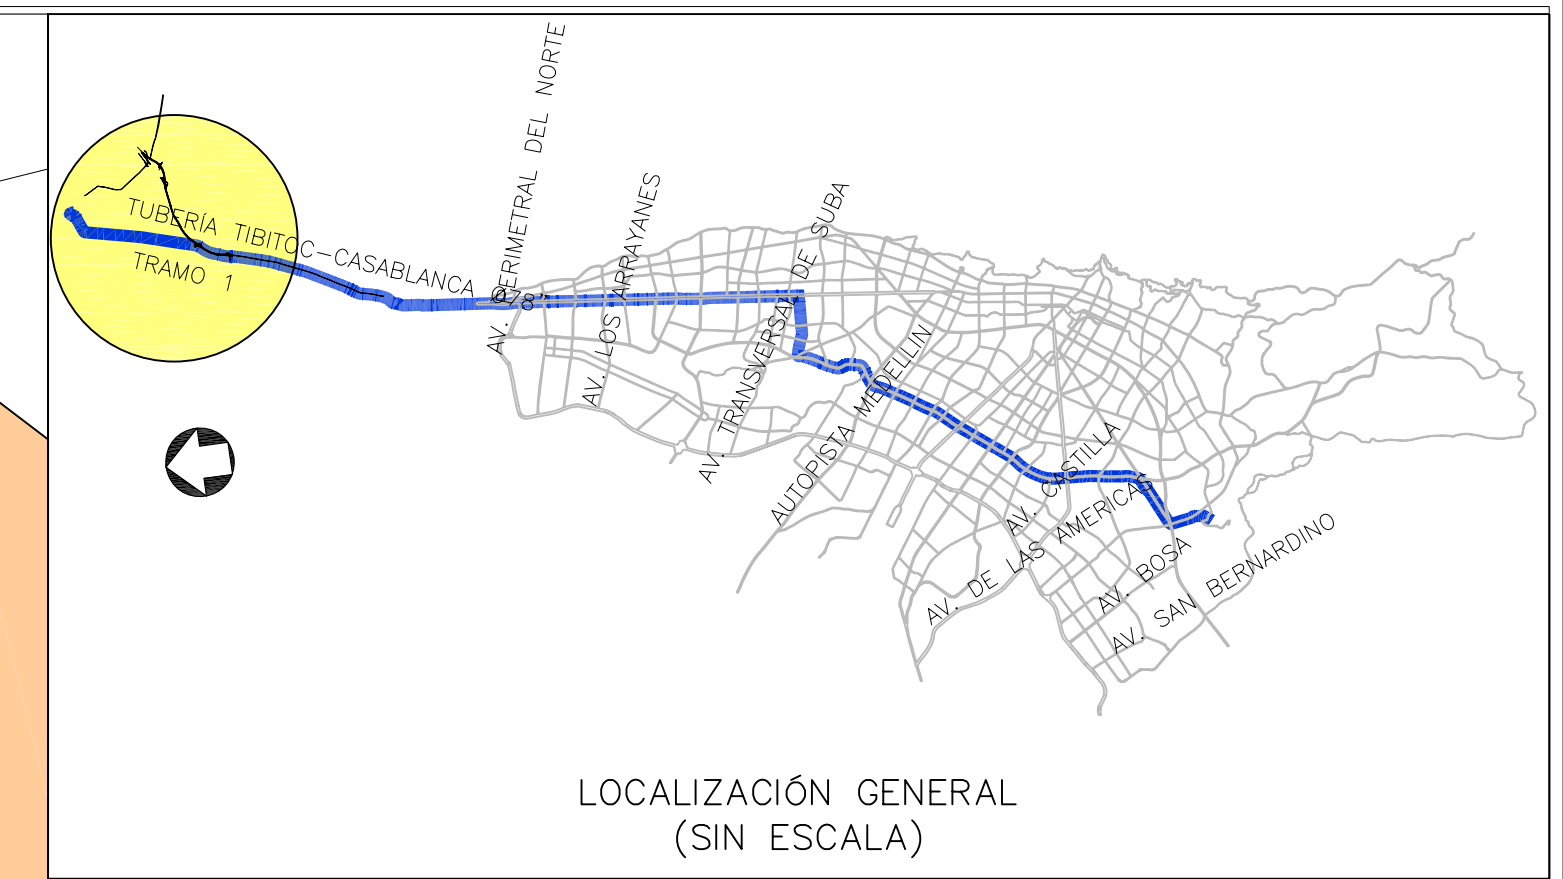 AV. PERIMETRAL DEL NORTE
AV. LOS ARRAYANES
AV. TRANSVERSAL DE SUBA
TUBERÍA TIBITOC-CASABLANCA Ø78"
TRAMO 1
AUTOPISTA MEDELLIN
AV. CASTILLA
AV. DE LAS AMERICAS
AV. BOSA
AV. SAN BERNARDINO
LOCALIZACIÓN GENERAL
(SIN ESCALA)